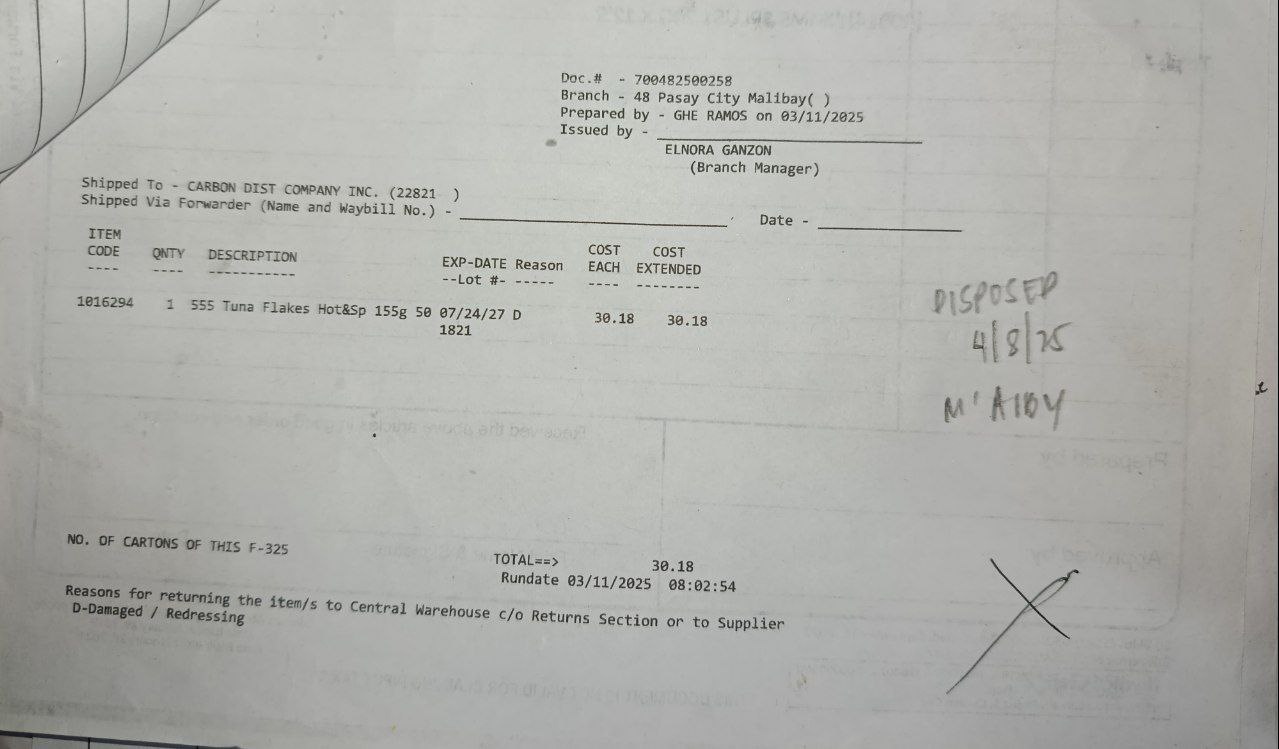 Doc.# - 700482500258
Branch - 48 Pasay City Malibay( )
Prepared by - GHE RAMOS on 03/11/2025
Issued by - ____________________
ELNORA GANZON
(Branch Manager)
Shipped To - CARBON DIST COMPANY INC. (22821 )
Shipped Via Forwarder (Name and Waybill No.) - ____________________ Date - ____________________
ITEM
CODE QNTY DESCRIPTION EXP-DATE Reason COST EACH COST EXTENDED
---- ---- ----------- --Lot #- ----- ---- --------
1016294 1 555 Tuna Flakes Hot&Sp 155g 50 07/24/27 D 30.18 30.18
1821
DISPOSED
4/8/25
M' AIDY
NO. OF CARTONS OF THIS F-325
TOTAL==> 30.18
Rundate 03/11/2025 08:02:54
Reasons for returning the item/s to Central Warehouse c/o Returns Section or to Supplier
D-Damaged / Redressing